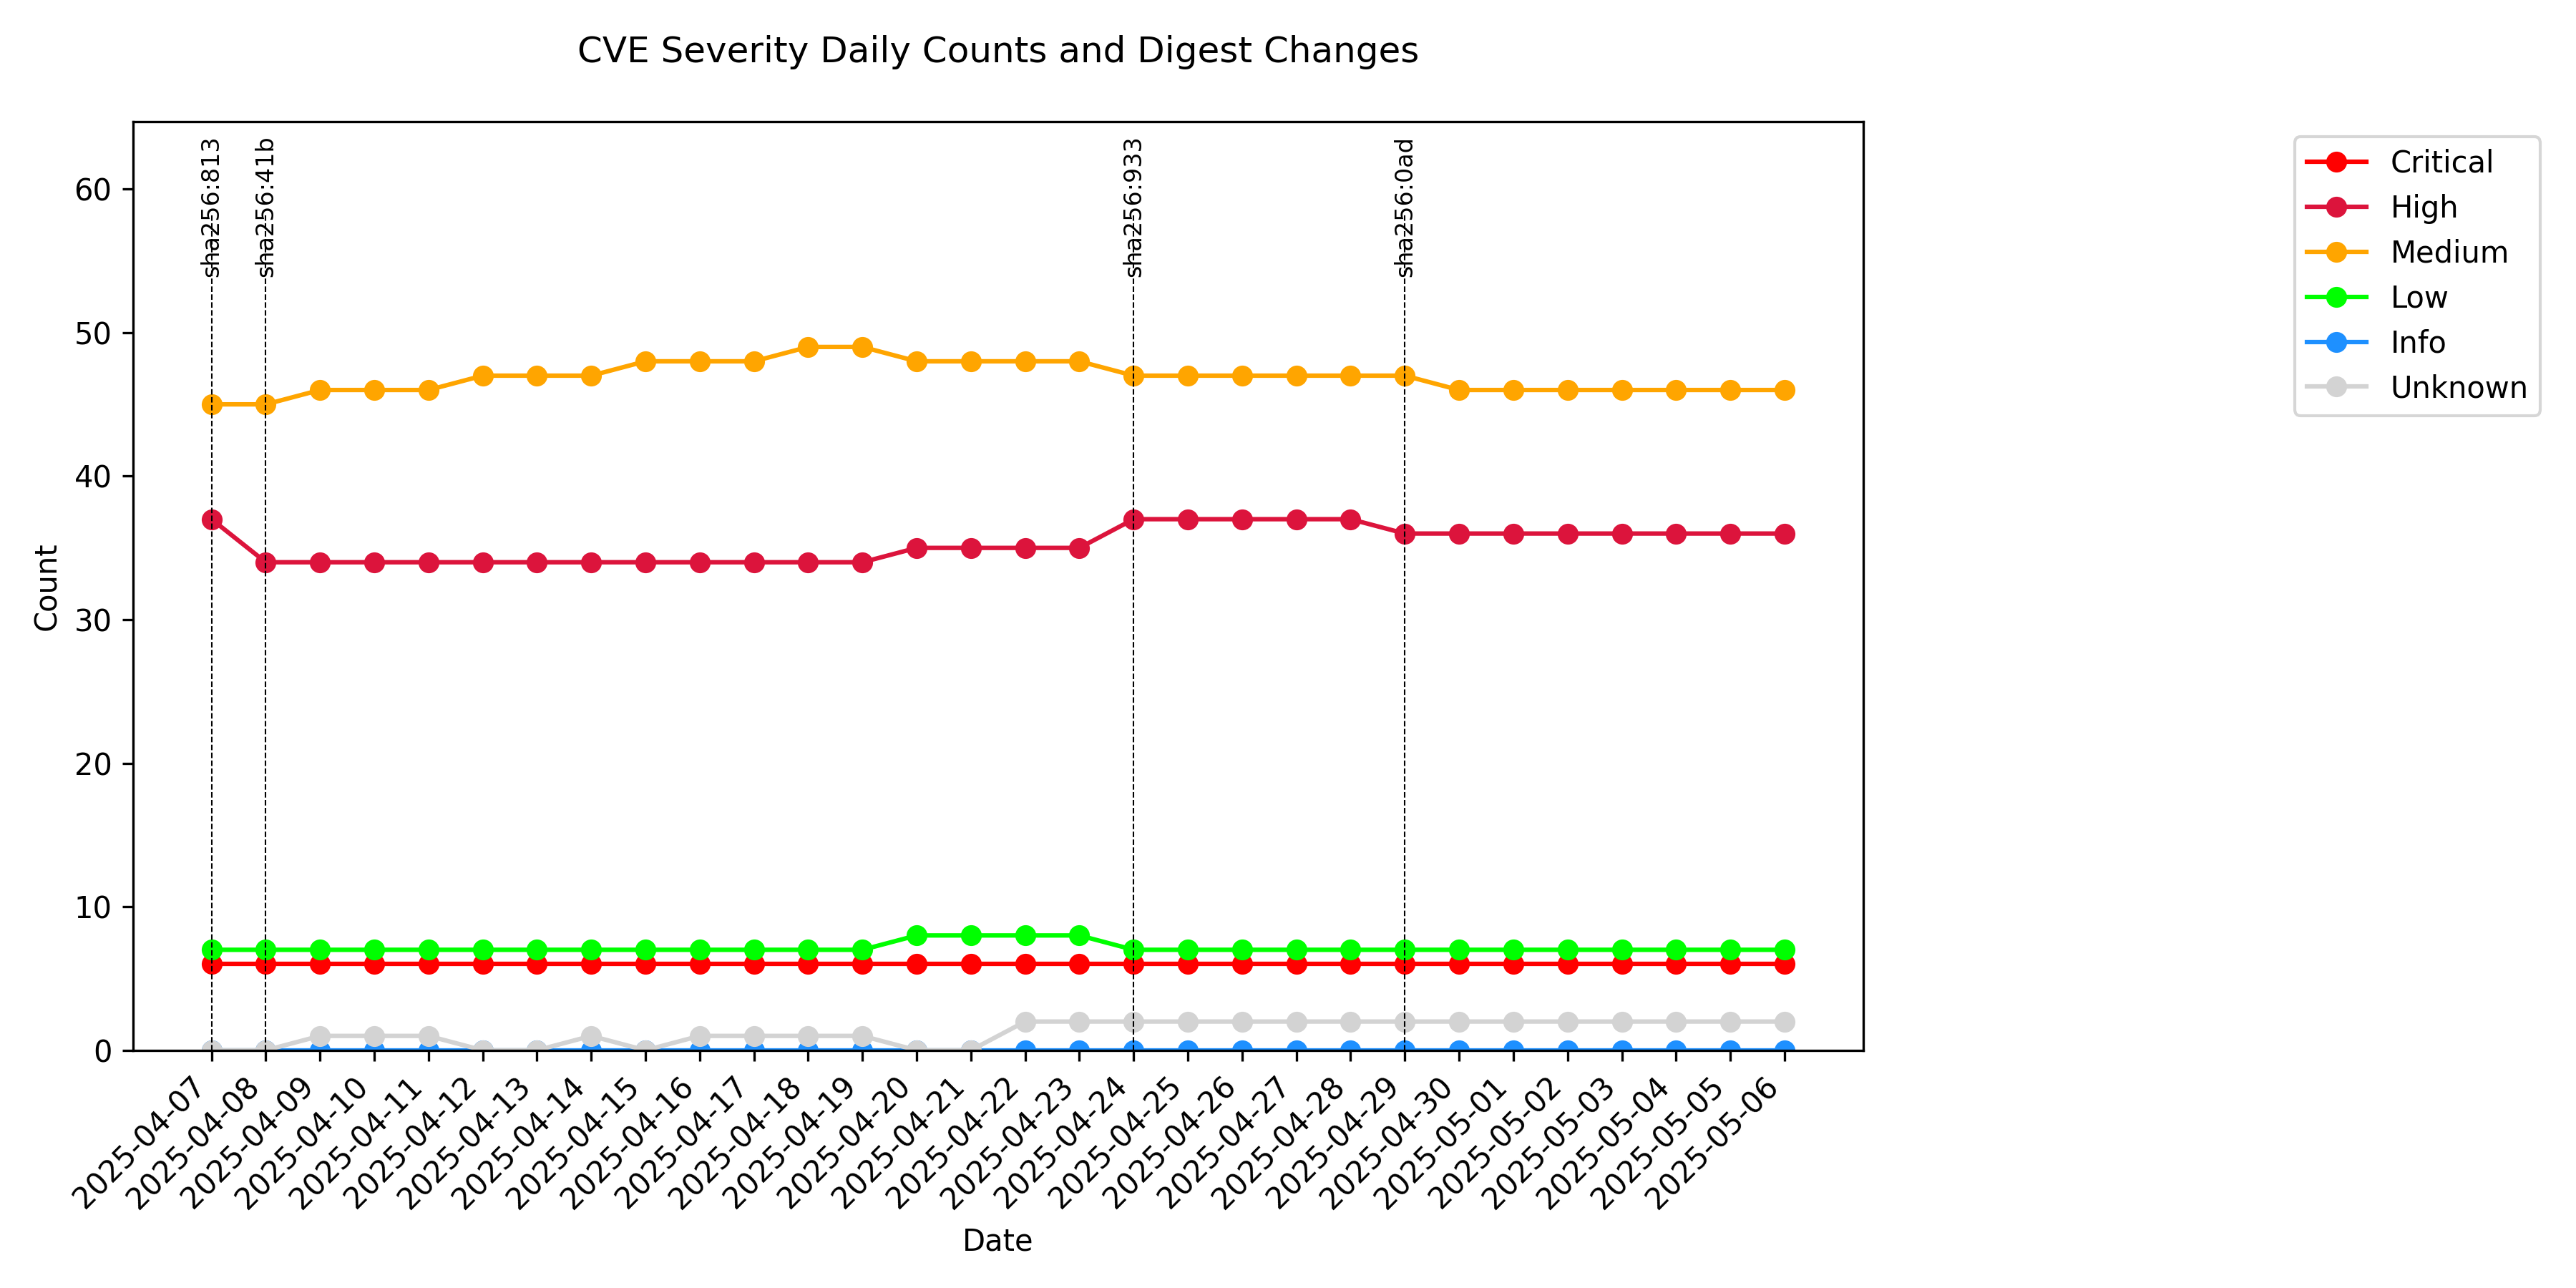 CVE Severity Daily Counts and Digest Changes
sha256:813
sha256:41b
sha256:933
sha256:0ad
Critical
High
Medium
Low
Info
Unknown
60
50
40
30
20
10
0
Count
2025-04-07
2025-04-08
2025-04-09
2025-04-10
2025-04-11
2025-04-12
2025-04-13
2025-04-14
2025-04-15
2025-04-16
2025-04-17
2025-04-18
2025-04-19
2025-04-20
2025-04-21
2025-04-22
2025-04-23
2025-04-24
2025-04-25
2025-04-26
2025-04-27
2025-04-28
2025-04-29
2025-04-30
2025-05-01
2025-05-02
2025-05-03
2025-05-04
2025-05-05
2025-05-06
Date